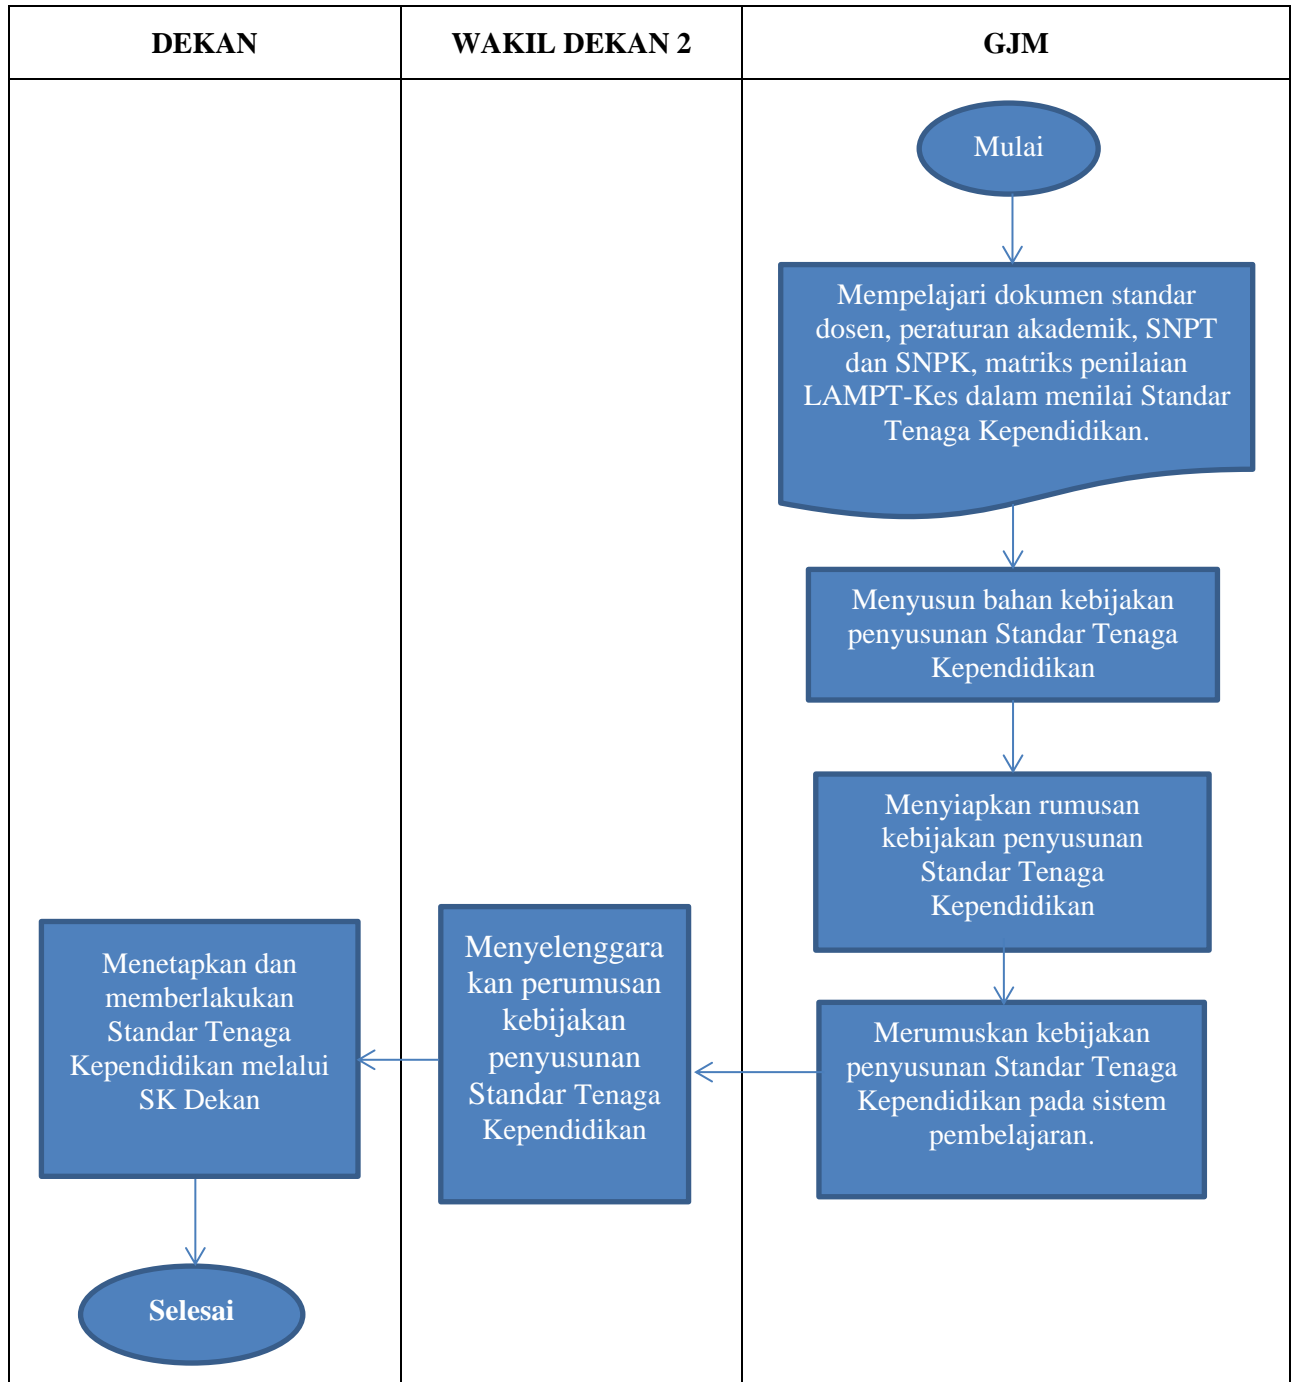 DEKAN
WAKIL DEKAN 2
GJM
Mulai
Mempelajari dokumen standar
dosen, peraturan akademik, SNPT
dan SNPK, matriks penilaian
LAMPT-Kes dalam menilai Standar
Tenaga Kependidikan.
Menyusun bahan kebijakan
penyusunan Standar Tenaga
Kependidikan
Menyiapkan rumusan
kebijakan penyusunan
Standar Tenaga
Kependidikan
Merumuskan kebijakan
penyusunan Standar Tenaga
Kependidikan pada sistem
pembelajaran.
Menyelenggara
kan perumusan
kebijakan
penyusunan
Standar Tenaga
Kependidikan
Menetapkan dan
memberlakukan
Standar Tenaga
Kependidikan melalui
SK Dekan
Selesai